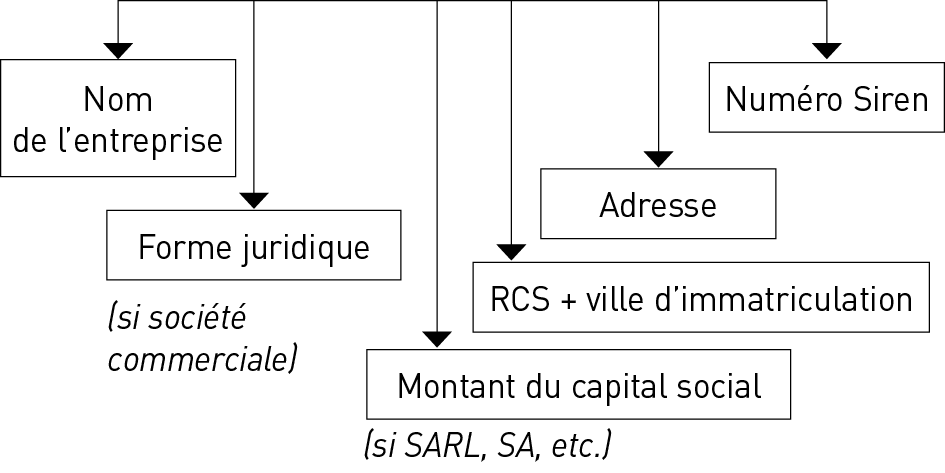 Nom
de l’entreprise
Forme juridique
(si société
commerciale)
Montant du capital social
(si SARL, SA, etc.)
RCS + ville d’immatriculation
Adresse
Numéro Siren